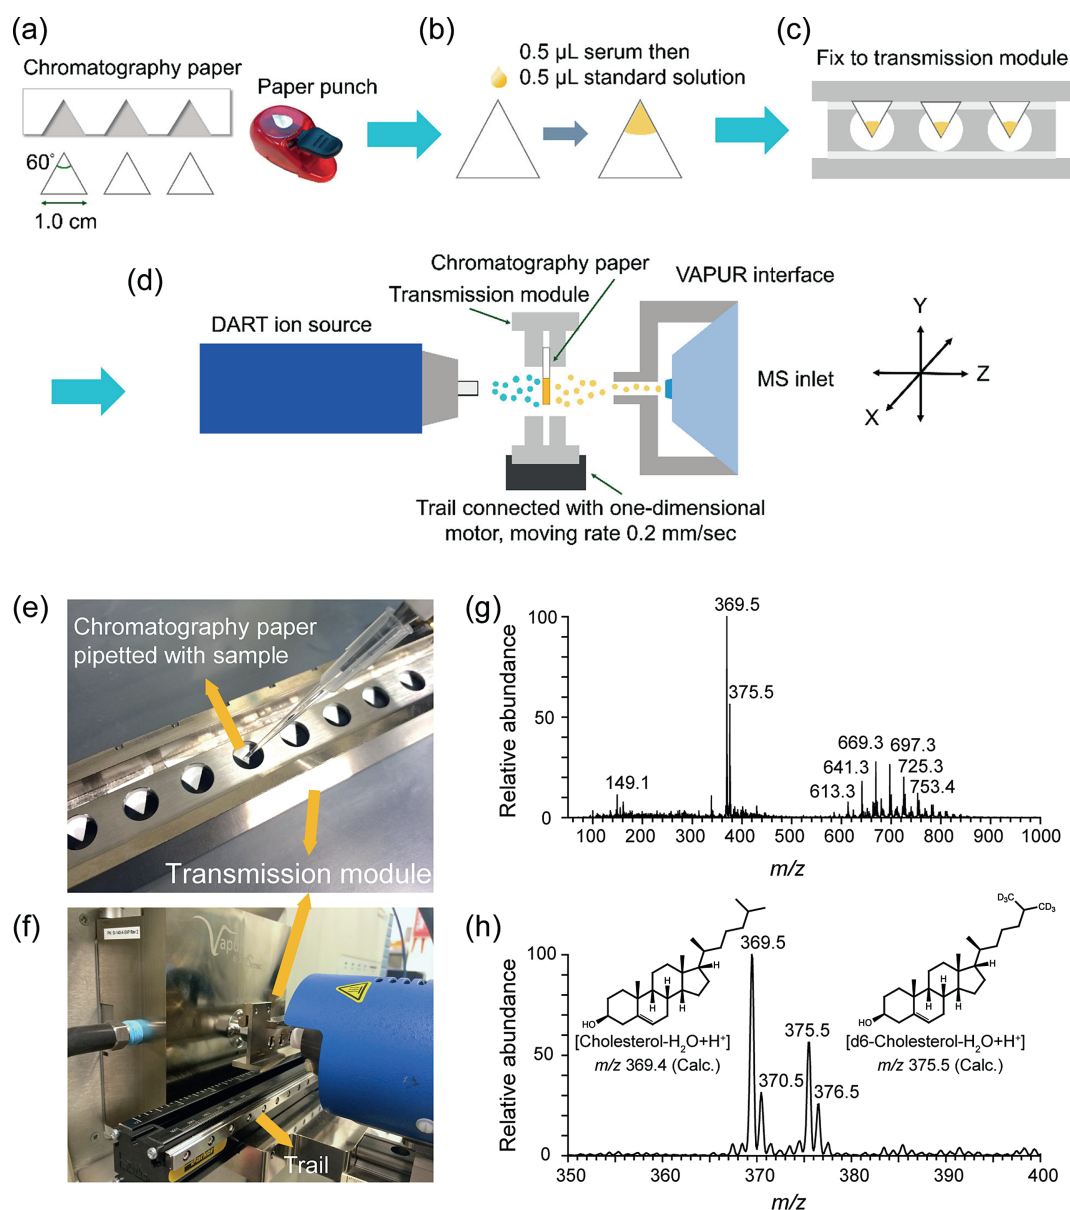 (a)
Chromatography paper
60°
1.0 cm
Paper punch
(b)
0.5 μL serum then
0.5 μL standard solution
(c)
Fix to transmission module
(d)
DART ion source
Chromatography paper
Transmission module
VAPUR interface
MS inlet
Y
Z
X
Trail connected with one-dimensional
motor, moving rate 0.2 mm/sec
(e)
Chromatography paper
pipetted with sample
Transmission module
(f)
Trail
(g)
Relative abundance
100
50
0
369.5
375.5
149.1
669.3
697.3
641.3
725.3
613.3
753.4
100 200 300 400 500 600 700 800 900 1000
m/z
(h)
Relative abundance
100
50
0
369.5
370.5
375.5
376.5
HO
H
H
H
H
[Cholesterol-H2O+H+]
m/z 369.4 (Calc.)
D3C
CD3
HO
H
H
H
H
[d6-Cholesterol-H2O+H+]
m/z 375.5 (Calc.)
350 360 370 380 390 400
m/z